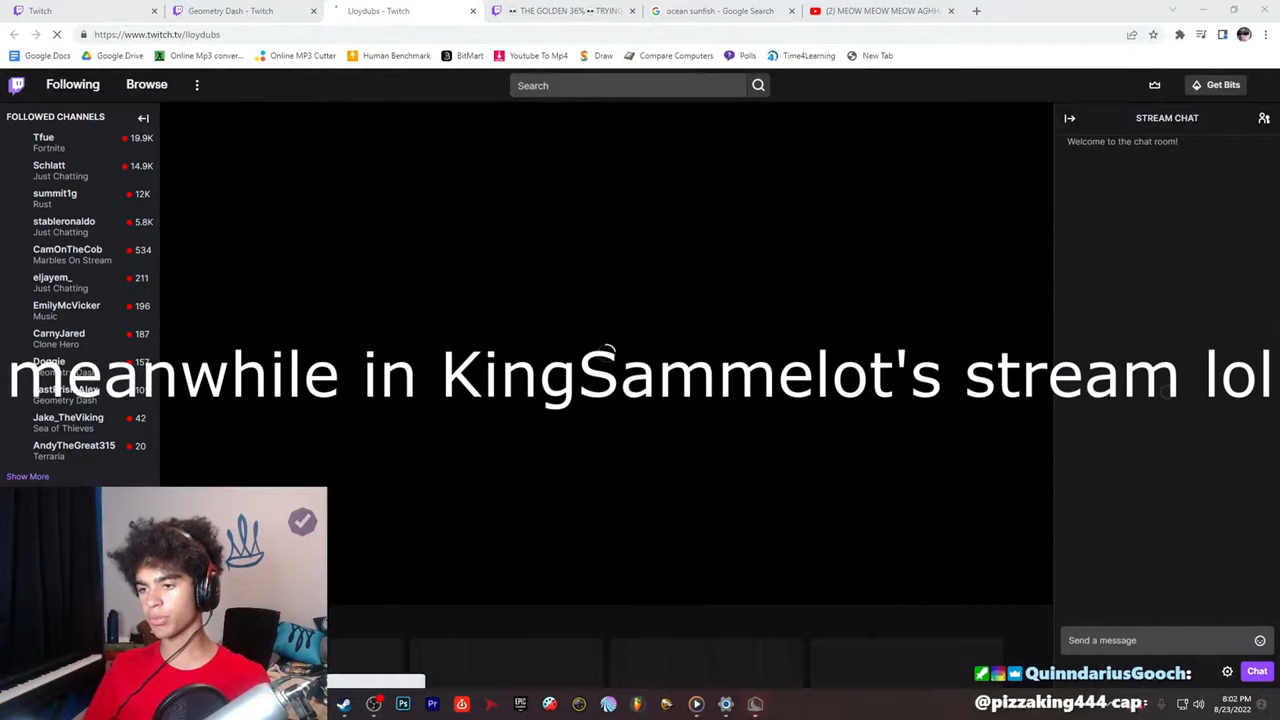 Twitch
Geometry Dash - Twitch
Lloydubs - Twitch
THE GOLDEN 36% TRYING
ocean sunfish - Google Search
(2) MEOW MEOW MEOW AGHH
https://www.twitch.tv/lloydubs
Google Docs
Google Drive
Online Mp3 conver...
Online MP3 Cutter
Human Benchmark
BitMart
Youtube To Mp4
Draw
Compare Computers
Polls
Time4Learning
New Tab
Following
Browse
Search
Get Bits
FOLLOWED CHANNELS
STREAM CHAT
Welcome to the chat room!
Tfue 19.9K
Fortnite
Schlatt 14.9K
Just Chatting
summit1g 12K
Rust
stableronaldo 5.8K
Just Chatting
CamOnTheCob 534
Marbles On Stream
eljayem_ 211
Just Chatting
EmilyMcVicker 196
Music
CarnyJared 187
Clone Hero
Doggie 157
meanwhile in KingSammelot's stream lol
Geometry Dash
Jake_TheViking 42
Sea of Thieves
AndyTheGreat315 20
Terraria
Show More
Send a message
QuinndariusGooch:
Chat
@pizzaking444 cap
8:02 PM
8/23/2022